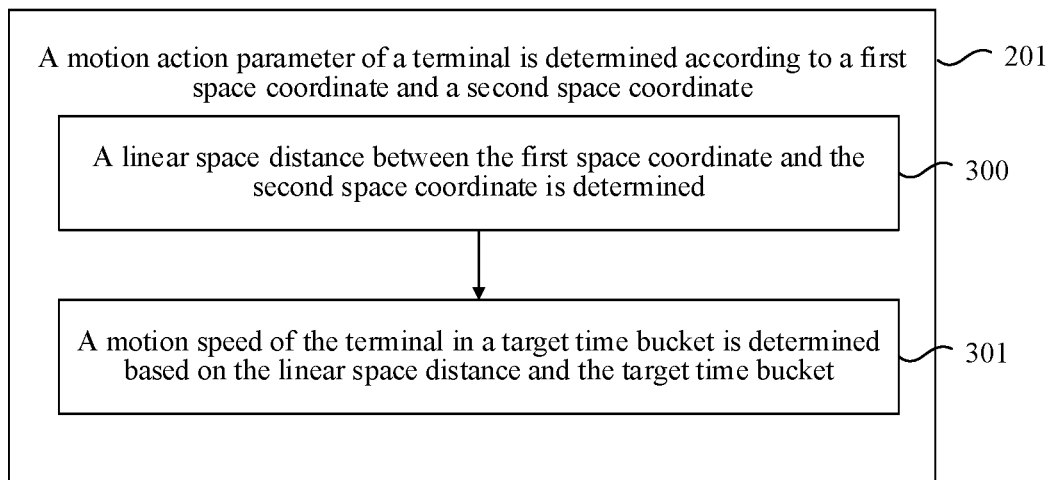 A motion action parameter of a terminal is determined according to a first
space coordinate and a second space coordinate
201
A linear space distance between the first space coordinate and the
second space coordinate is determined
300
A motion speed of the terminal in a target time bucket is determined
based on the linear space distance and the target time bucket
301